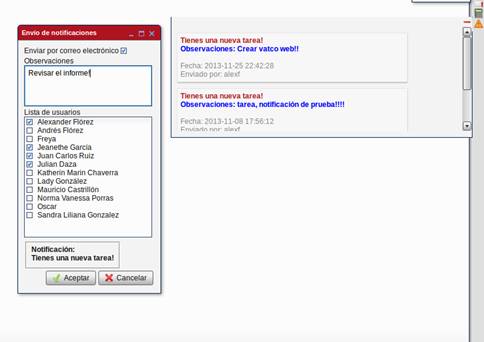 Envío de notificaciones
Enviar por correo electrónico
Observaciones
Revisar el informe!
Lista de usuarios
Alexander Flórez
Andrés Flórez
Freya
Jeanethe Garcia
Juan Carlos Ruiz
Julian Daza
Katherin Marin Chaverra
Lady González
Mauricio Castrillón
Norma Vanessa Porras
Oscar
Sandra Liliana Gonzalez
Notificación:
Tienes una nueva tarea!
Aceptar
Cancelar
Tienes una nueva tarea!
Observaciones: Crear vatco web!!
Fecha: 2013-11-25 22:42:28
Enviado por: alexf
Tienes una nueva tarea!
Observaciones: tarea, notificación de prueba!!!!
Fecha: 2013-11-08 17:56:12
Enviado por: alexf